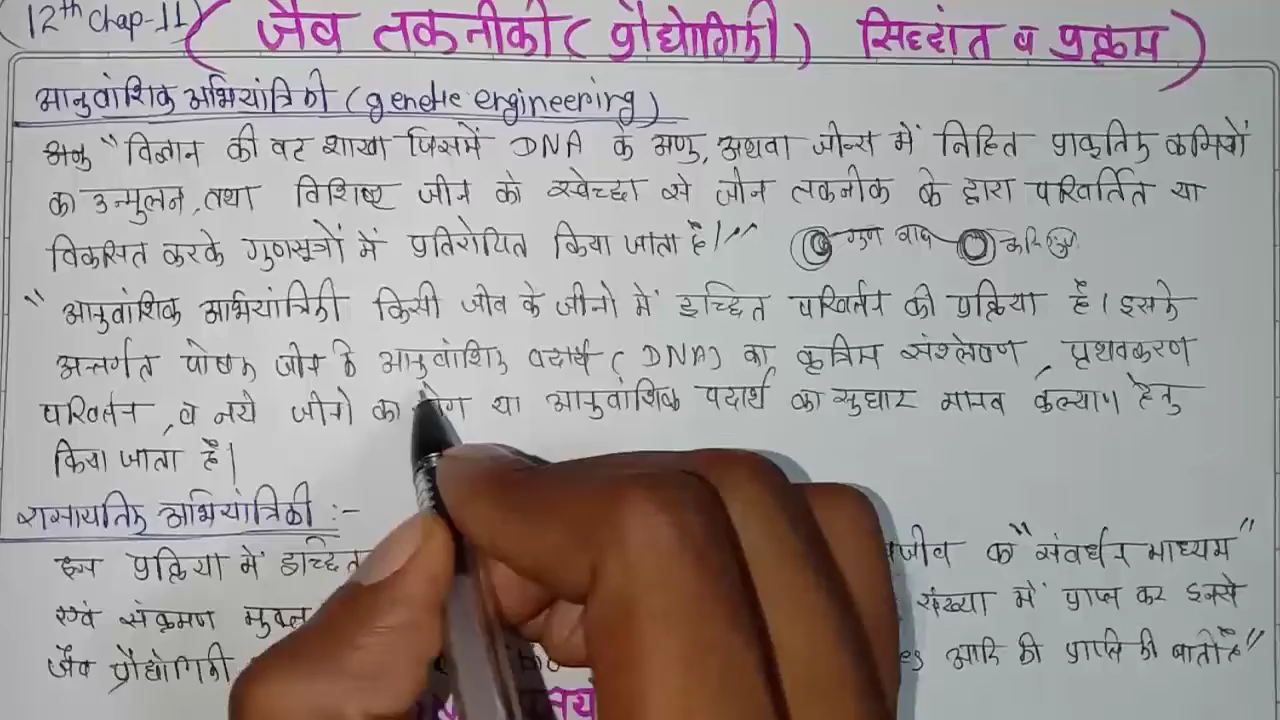 12th Chap-11
(जैव तकनीकी (प्रौद्योगिकी) सिद्धांत व प्रक्रम)
आनुवांशिक अभियांत्रिकी (genetic engineering)
"विज्ञान की वह शाखा जिसमें DNA के अणु, अथवा जीन्स में निहित प्राकृतिक कमियों
का उन्मुलन, तथा विशिष्ट जीन को स्वेच्छा से जीन तकनीक के द्वारा परिवर्तित या
विकसित करके गुणसूत्रों में प्रतिरोपित किया जाता है।" गुण
"आनुवांशिक अभियांत्रिकी किसी जीव के जीनो में इच्छित परिवर्तन की प्रक्रिया है। इसके
अन्तर्गत पोषक जीन के आनुवांशिक पदार्थ (DNA) का कृत्रिम संश्लेषण, पृथक्करण
परिवर्तन, व नये जीनो का योग या आनुवांशिक पदार्थ का सुधार मानव कल्याण हेतु
किया जाता है।
रासायनिक अभियांत्रिकी :-
इस प्रक्रिया में इच्छित जीव को "संवर्धन माध्यम"
एवं संक्रमण मुक्त संख्या में प्राप्त कर इनसे
जैव प्रौद्योगिकी आदि की प्राप्ति की जाती है"